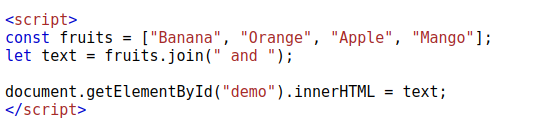 <script>
const fruits = ["Banana", "Orange", "Apple", "Mango"];
let text = fruits.join(" and ");
document.getElementById("demo").innerHTML = text;
</script>